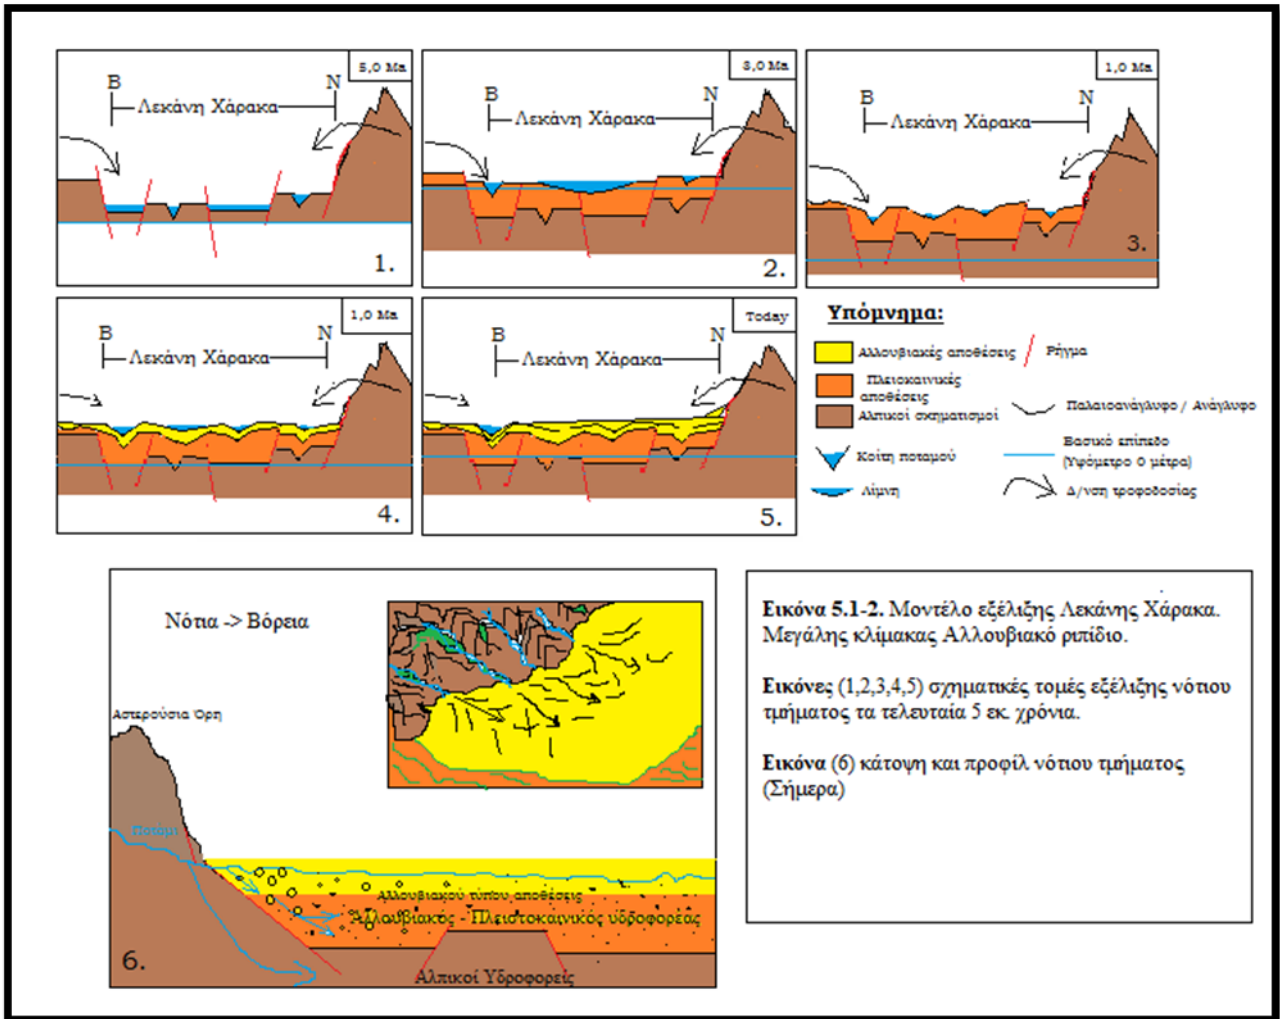 5,0 Ma
B
N
Λεκάνη Χάρακα
1.
3,0 Ma
B
N
Λεκάνη Χάρακα
2.
1,0 Ma
B
N
Λεκάνη Χάρακα
3.
1,0 Ma
B
N
Λεκάνη Χάρακα
4.
Today
B
N
Λεκάνη Χάρακα
5.
Υπόμνημα:
Αλλουβιακές αποθέσεις
Ρήγμα
Πλειοκαινικές
αποθέσεις
Αλπικοί σχηματισμοί
Παλαιοανάγλυφο / Ανάγλυφο
Κοίτη ποταμού
Βασικό επίπεδο
(Υψόμετρο 0 μέτρα)
Λίμνη
Δ/νση τροφοδοσίας
Νότια -> Βόρεια
Αστερούσια Όρη
Ποτάμι
Αλλουβιακού τύπου αποθέσεις
Αλλουβιακός - Πλειστοκαινικός υδροφορέας
Αλπικοί Υδροφορείς
6.
Εικόνα 5.1-2. Μοντέλο εξέλιξης Λεκάνης Χάρακα.
Μεγάλης κλίμακας Αλλουβιακό ριπίδιο.
Εικόνες (1,2,3,4,5) σχηματικές τομές εξέλιξης νότιου
τμήματος τα τελευταία 5 εκ. χρόνια.
Εικόνα (6) κάτοψη και προφίλ νότιου τμήματος
(Σήμερα)